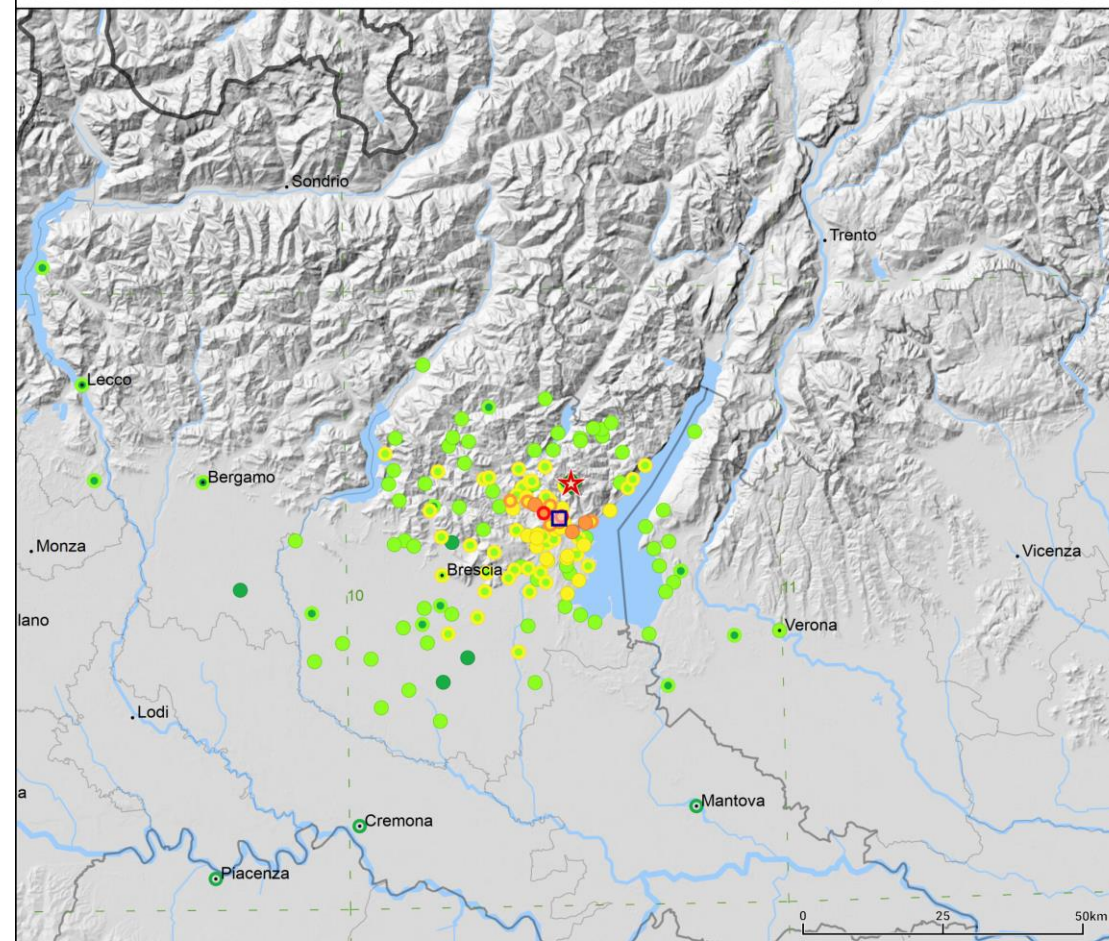 Sondrio
Trento
Lecco
Bergamo
Monza
Vicenza
Brescia
10
11
lano
Verona
Lodi
a
Mantova
Cremona
Piacenza
0 25 50km